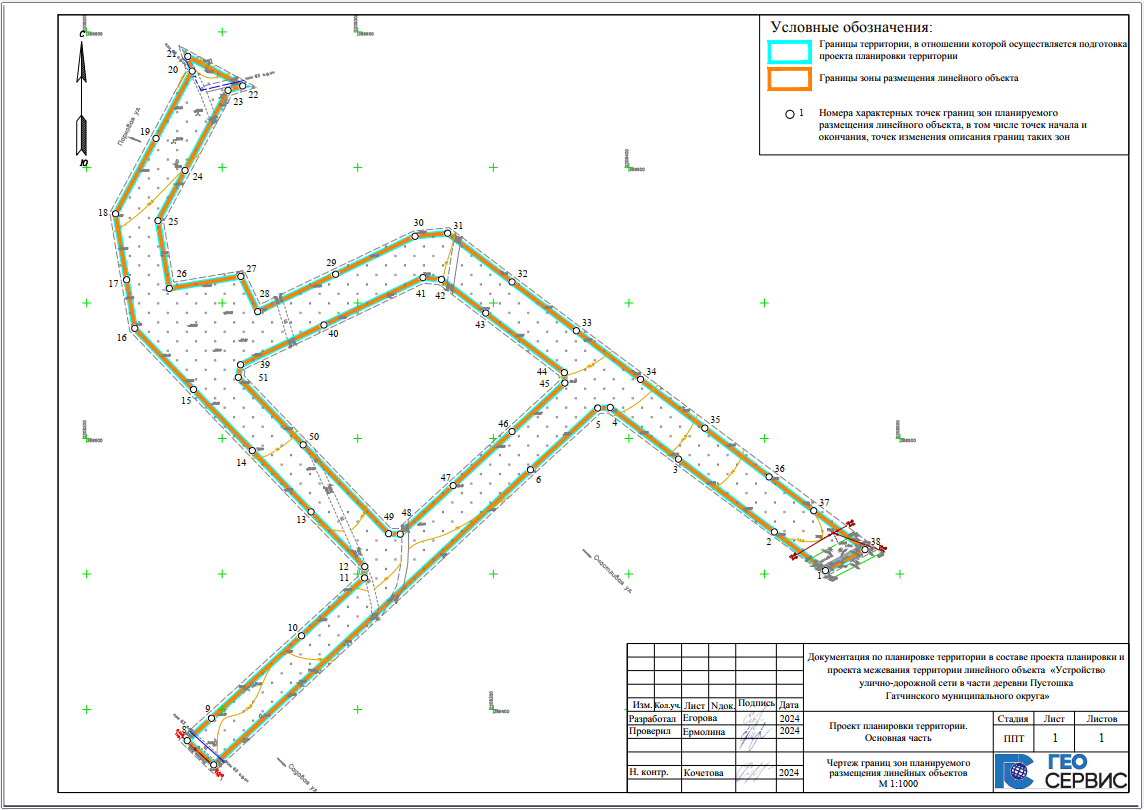 Условные обозначения:
Границы территории, в отношении которой осуществляется подготовка
проекта планировки территории
Границы зоны размещения линейного объекта
1
Номера характерных точек границ зон планируемого
размещения линейного объекта, в том числе точек начала и
окончания, точек изменения описания границ таких зон
С
Ю
21
20
22
23
19
Парковая ул.
24
18
25
30
31
26
27
29
32
17
28
41
42
33
16
40
43
39
44
34
51
45
15
35
5
4
50
46
14
3
36
6
47
37
13
49
48
2
38
12
1
11
Счастливая ул.
10
9
8
7
Садовая ул.
Изм.
Кол.уч.
Лист
Nдок.
Подпись
Дата
Разработал
Егорова
2024
Проверил
Ермолина
2024
Н. контр.
Кочетова
2024
Документация по планировке территории в составе проекта планировки и
проекта межевания территории линейного объекта «Устройство
улично-дорожной сети в части деревни Пустошка
Гатчинского муниципального округа»
Проект планировки территории.
Основная часть
Стадия
Лист
Листов
ППТ
1
1
Чертеж границ зон планируемого
размещения линейных объектов
М 1:1000
ГЕО
СЕРВИС